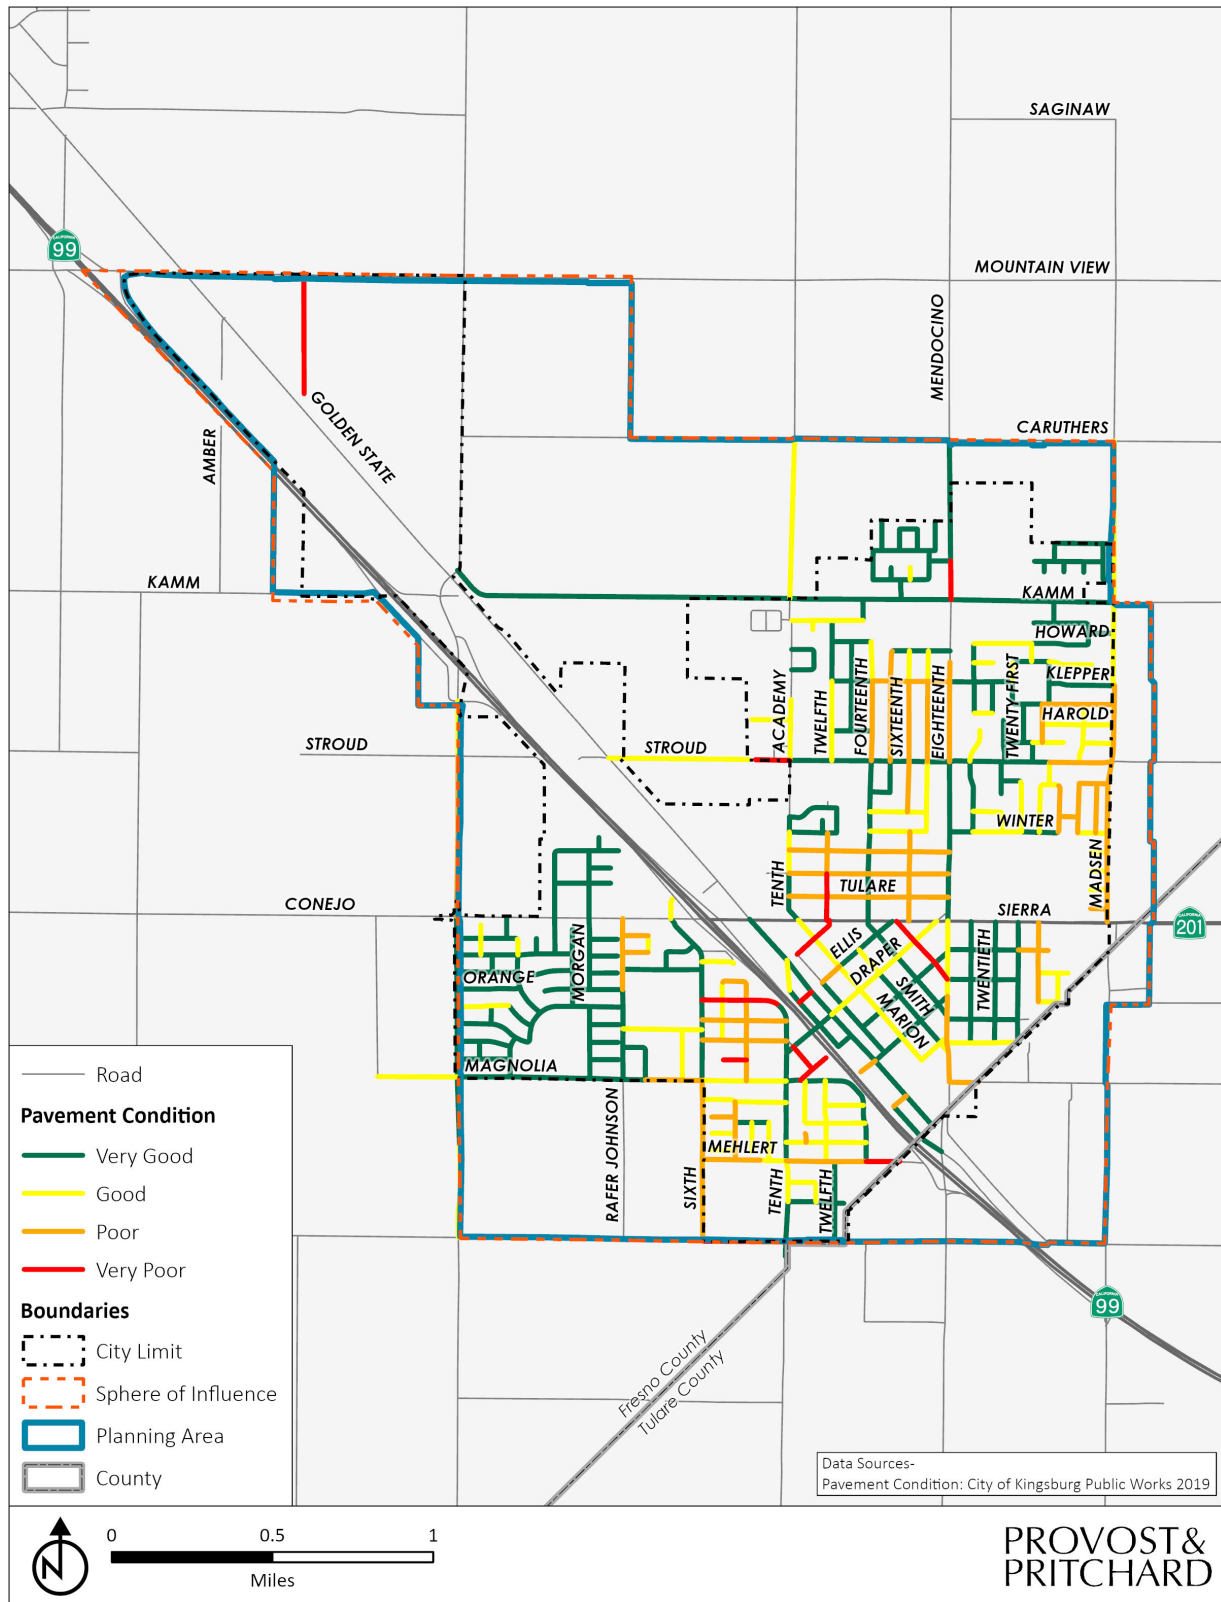 SAGINAW
CALIFORNIA
99
MOUNTAIN VIEW
MENDOCINO
GOLDEN STATE
AMBER
CARUTHERS
KAMM
KAMM
HOWARD
KLEPPER
HAROLD
ACADEMY
TWELFTH
FOURTEENTH
SIXTEENTH
EIGHTEENTH
TWENTY FIRST
STROUD
STROUD
WINTER
MADSEN
TENTH
TULARE
CONEJO
SIERRA
CALIFORNIA
201
ELLIS
DRAPER
SMITH
MARION
TWENTIETH
ORANGE
MORGAN
MAGNOLIA
RAFER JOHNSON
SIXTH
MEHLERT
TENTH
TWELFTH
CALIFORNIA
99
Fresno County
Tulare County
Road
Pavement Condition
Very Good
Good
Poor
Very Poor
Boundaries
City Limit
Sphere of Influence
Planning Area
County
Data Sources-
Pavement Condition: City of Kingsburg Public Works 2019
N
0 0.5 1
Miles
PROVOST&
PRITCHARD